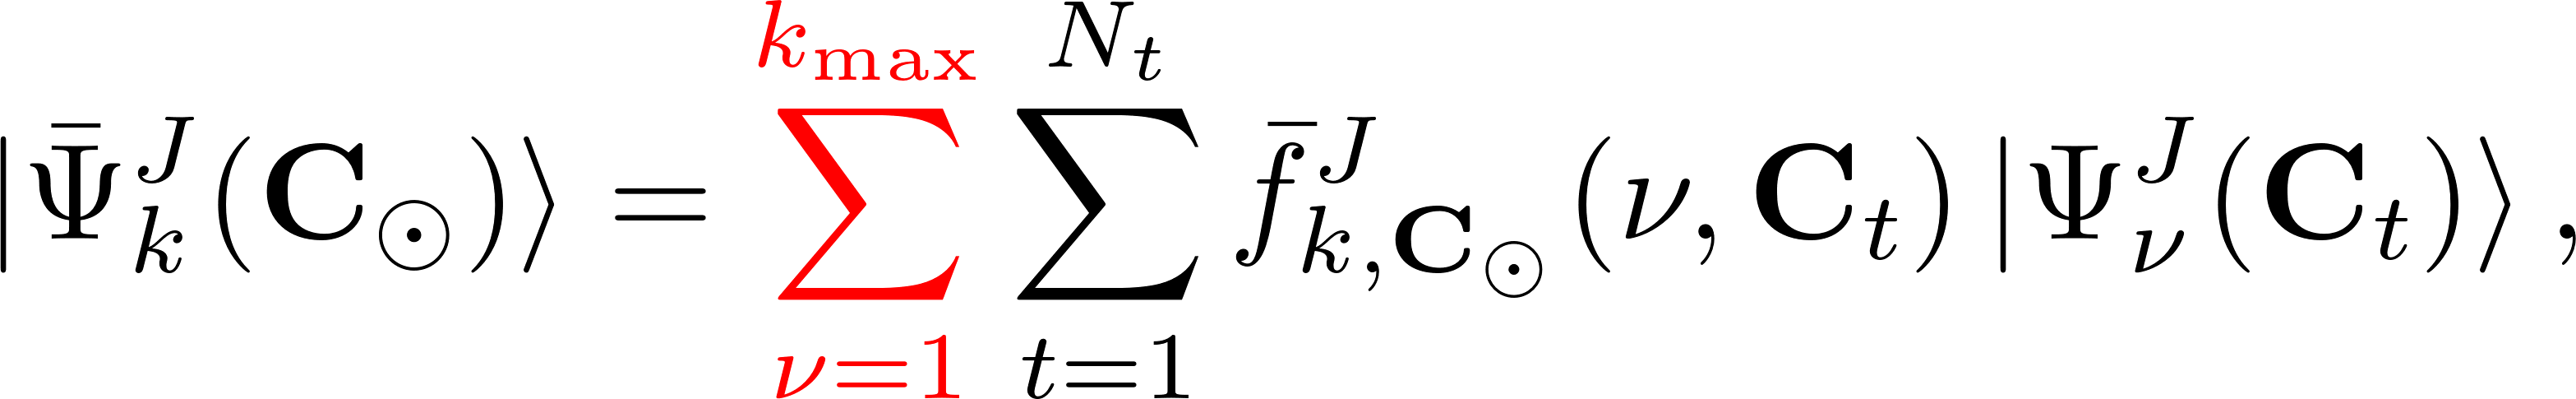 $|\bar{\Psi}_k^J(\mathbf{C}_\odot)\rangle = \sum_{\nu=1}^{k_{\max}} \sum_{t=1}^{N_t} \bar{f}_{k,\mathbf{C}_\odot}^J(\nu, \mathbf{C}_t) |\Psi_\nu^J(\mathbf{C}_t)\rangle ,$